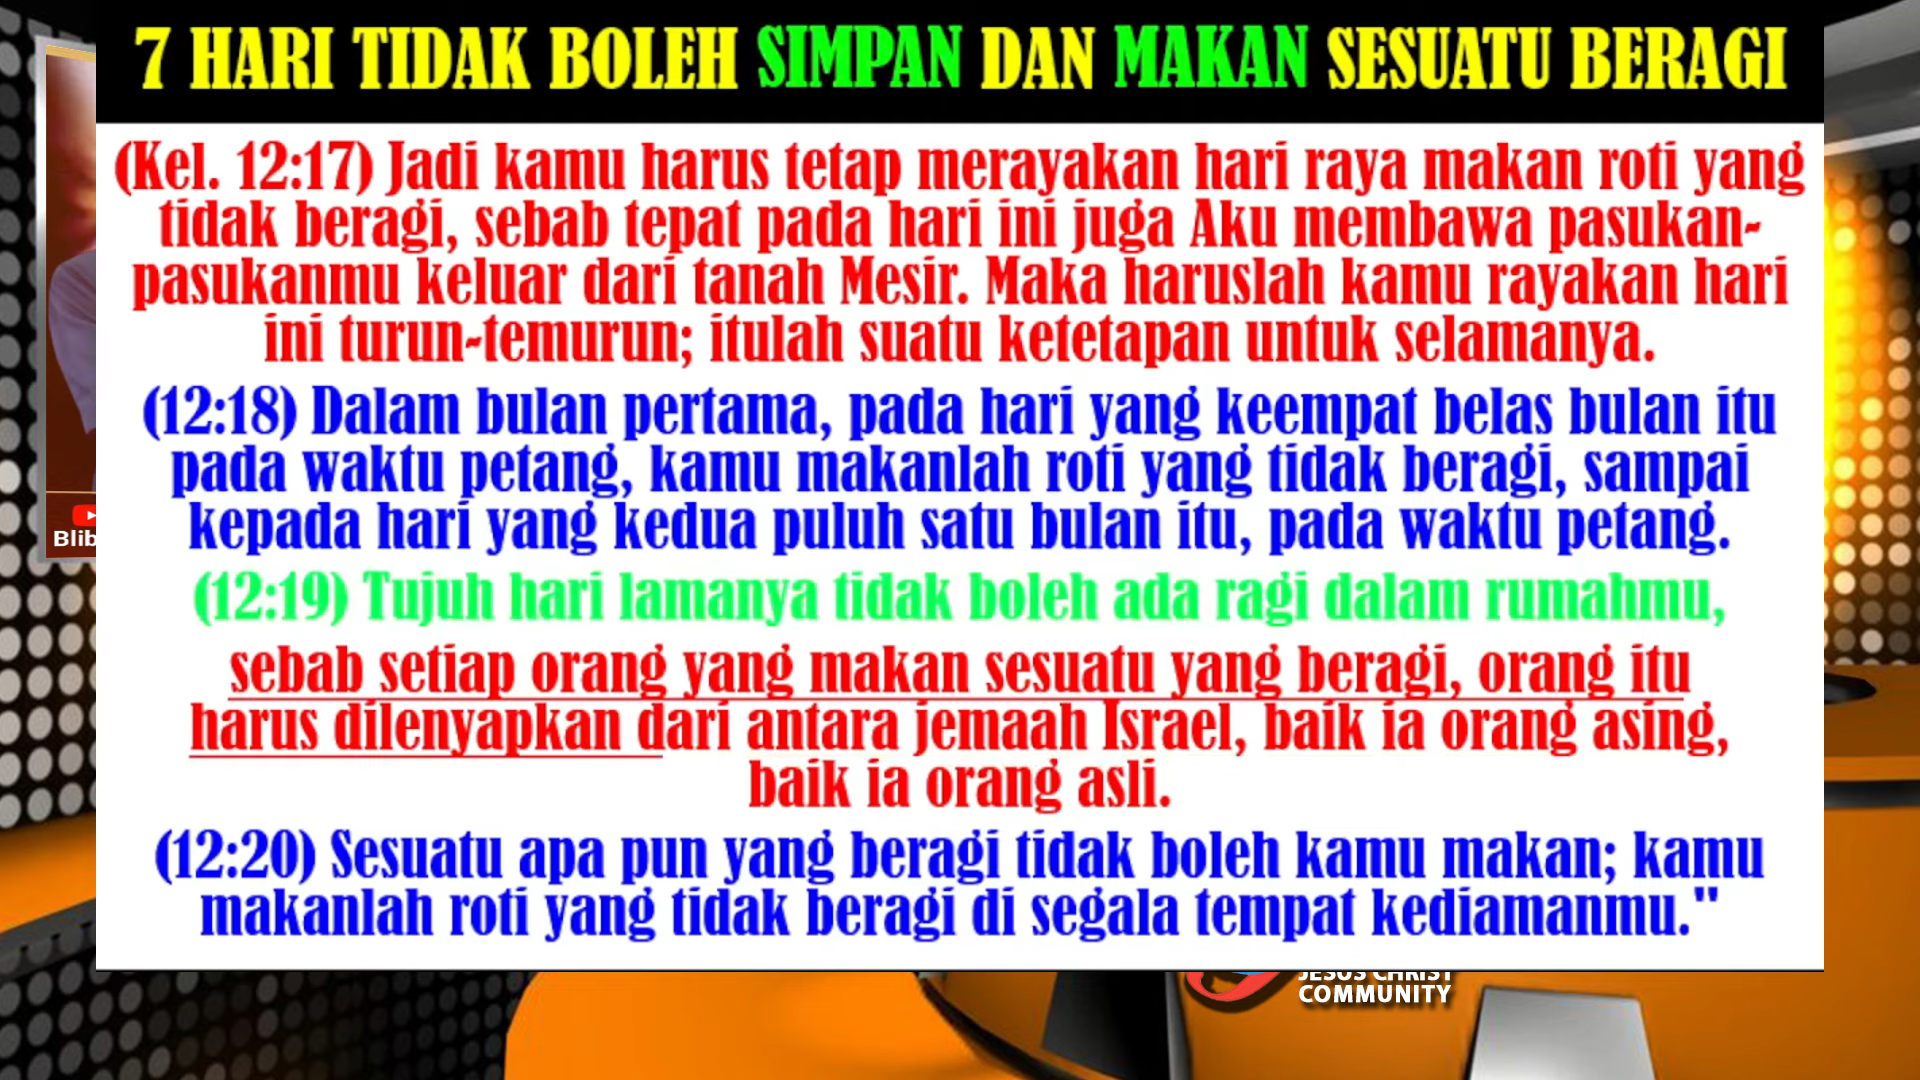 7 HARI TIDAK BOLEH SIMPAN DAN MAKAN SESUATU BERAGI
(Kel. 12:17) Jadi kamu harus tetap merayakan hari raya makan roti yang
tidak beragi, sebab tepat pada hari ini juga Aku membawa pasukan-
pasukanmu keluar dari tanah Mesir. Maka haruslah kamu rayakan hari
ini turun-temurun; itulah suatu ketetapan untuk selamanya.
(12:18) Dalam bulan pertama, pada hari yang keempat belas bulan itu
pada waktu petang, kamu makanlah roti yang tidak beragi, sampai
kepada hari yang kedua puluh satu bulan itu, pada waktu petang.
(12:19) Tujuh hari lamanya tidak boleh ada ragi dalam rumahmu,
sebab setiap orang yang makan sesuatu yang beragi, orang itu
harus dilenyapkan dari antara jemaah Israel, baik ia orang asing,
baik ia orang asli.
(12:20) Sesuatu apa pun yang beragi tidak boleh kamu makan; kamu
makanlah roti yang tidak beragi di segala tempat kediamanmu."
Blib
JESUS CHRIST
COMMUNITY